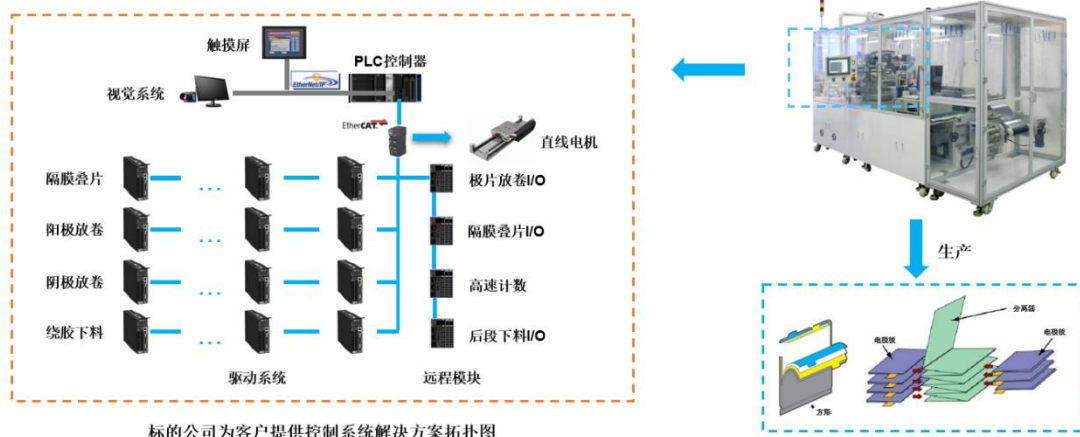 触摸屏
PLC控制器
EtherNet/IP
视觉系统
EtherCAT
直线电机
隔膜叠片
...
极片放卷I/O
阳极放卷
...
隔膜叠片I/O
阴极放卷
...
高速计数
绕胶下料
...
后段下料I/O
驱动系统
远程模块
标的公司为客户提供控制系统解决方案拓扑图
生产
分离器
电极板
电极板
方形